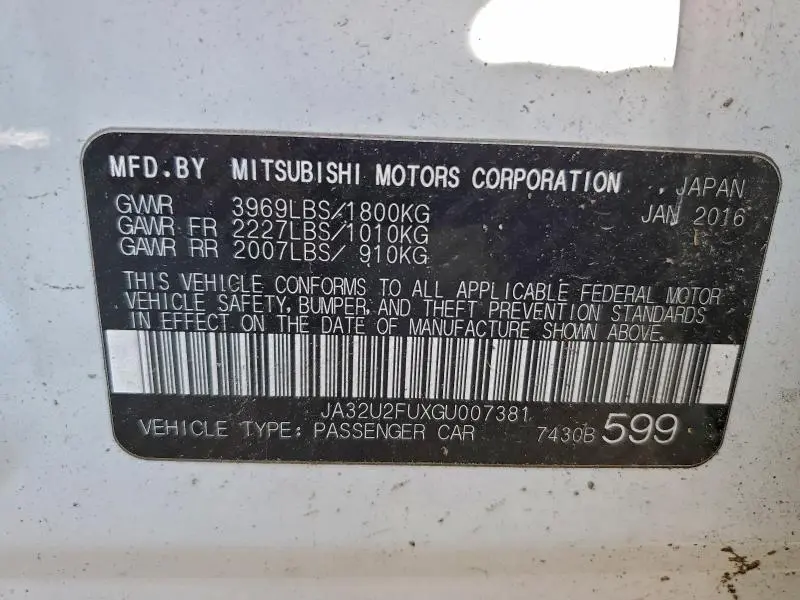 MFD.BY MITSUBISHI MOTORS CORPORATION JAPAN
GVWR 3969LBS/1800KG JAN 2016
GAWR FR 2227LBS/1010KG
GAWR RR 2007LBS/ 910KG
THIS VEHICLE CONFORMS TO ALL APPLICABLE FEDERAL MOTOR
VEHICLE SAFETY, BUMPER, AND THEFT PREVENTION STANDARDS
IN EFFECT ON THE DATE OF MANUFACTURE SHOWN ABOVE.
JA32U2FUXGU007381
VEHICLE TYPE: PASSENGER CAR 7430B 599